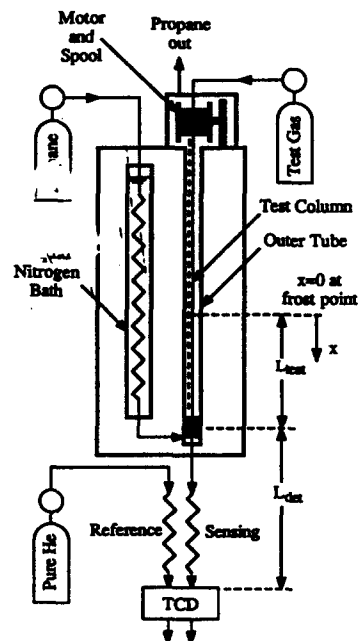 Motor
and
Spool
Propane
out
ane
Test Gas
Test Column
Outer Tube
Nitrogen
Bath
x=0 at
frost point
x
Ltest
Ldet
Pure He
Reference
Sensing
TCD